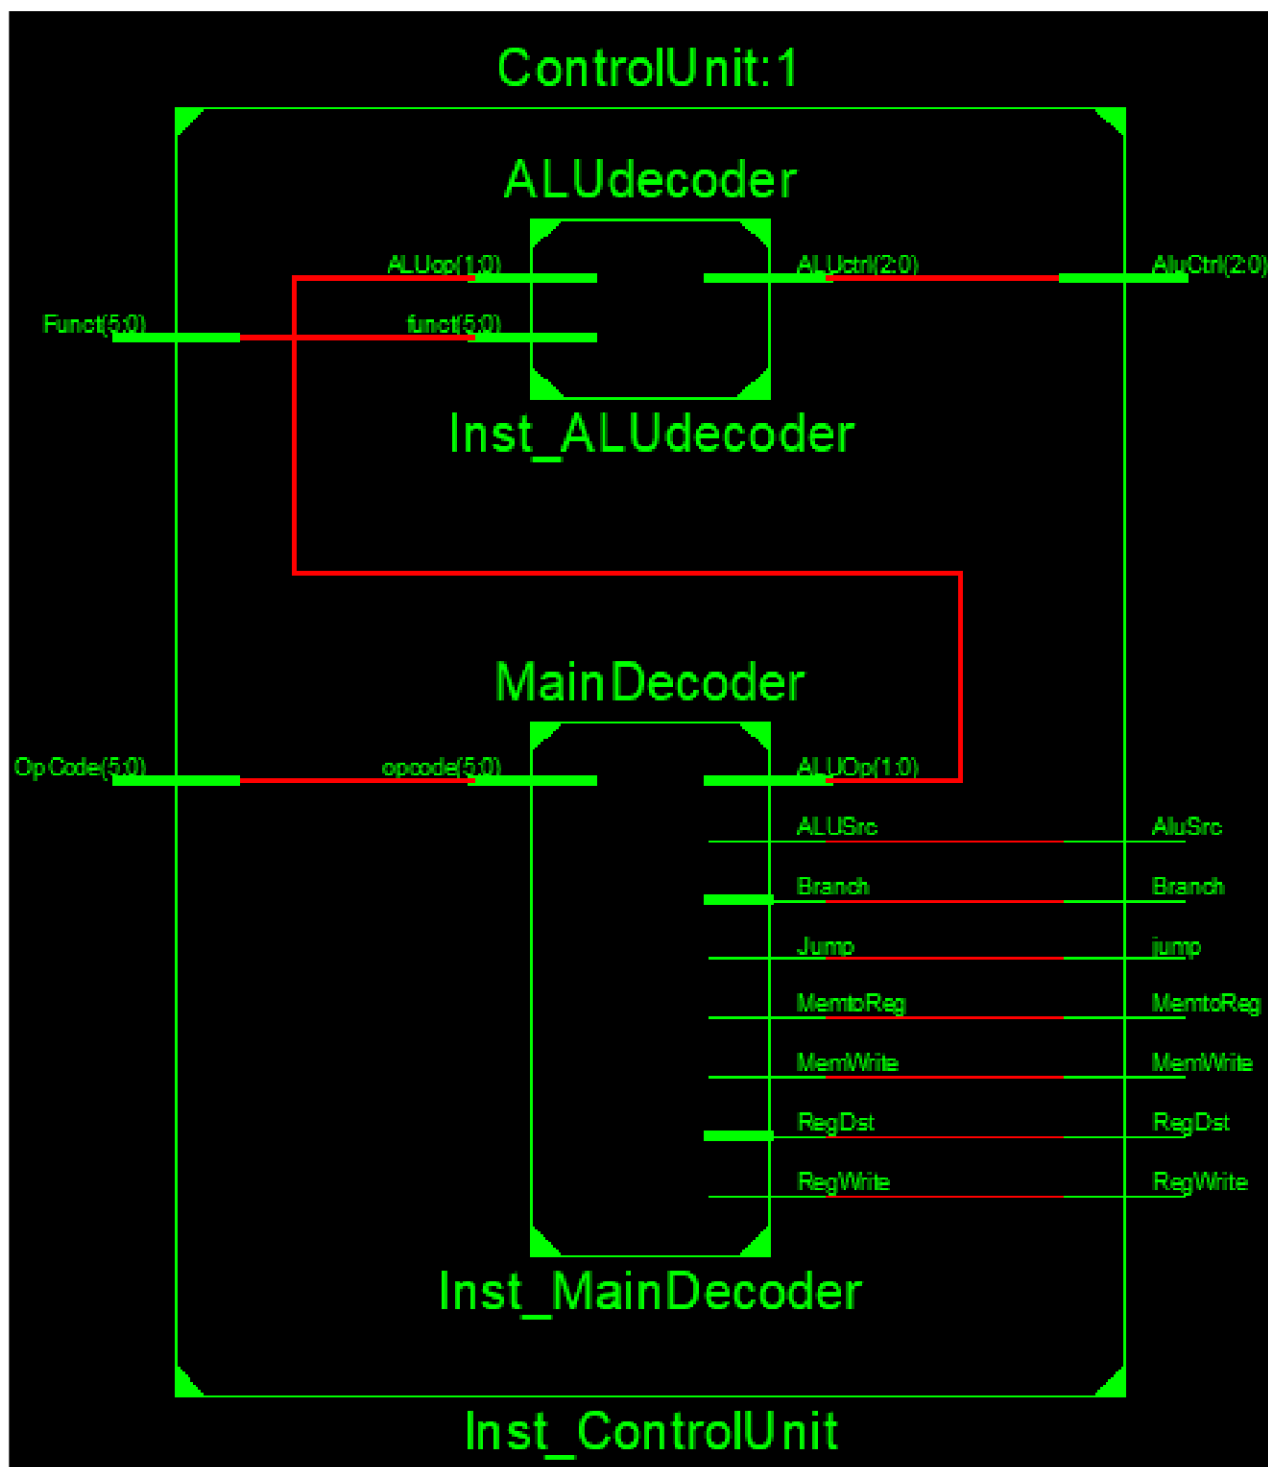 ControlUnit:1
ALUdecoder
ALUop(1:0) ALUctrl(2:0) AluCtrl(2:0)
Funct(5:0) funct(5:0)
Inst_ALUdecoder
MainDecoder
OpCode(5:0) opcode(5:0) ALUOp(1:0)
ALUSrc AluSrc
Branch Branch
Jump jump
MemtoReg MemtoReg
MemWrite MemWrite
RegDst RegDst
RegWrite RegWrite
Inst_MainDecoder
Inst_ControlUnit